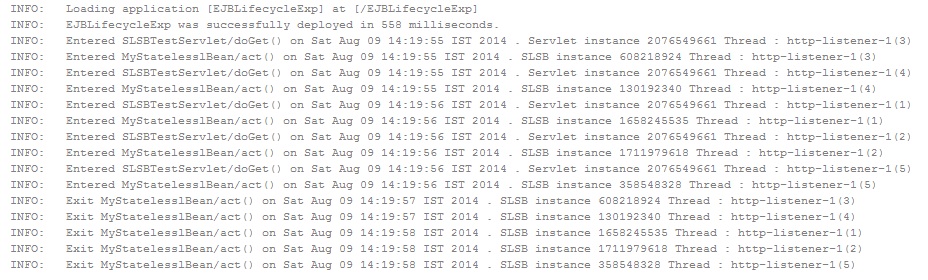 INFO: Loading application [EJBLifecycleExp] at [/EJBLifecycleExp]
INFO: EJBLifecycleExp was successfully deployed in 558 milliseconds.
INFO: Entered SLSBTestServlet/doGet() on Sat Aug 09 14:19:55 IST 2014 . Servlet instance 2076549661 Thread : http-listener-1(3)
INFO: Entered MyStatelesslBean/act() on Sat Aug 09 14:19:55 IST 2014 . SLSB instance 608218924 Thread : http-listener-1(3)
INFO: Entered SLSBTestServlet/doGet() on Sat Aug 09 14:19:55 IST 2014 . Servlet instance 2076549661 Thread : http-listener-1(4)
INFO: Entered MyStatelesslBean/act() on Sat Aug 09 14:19:55 IST 2014 . SLSB instance 130192340 Thread : http-listener-1(4)
INFO: Entered SLSBTestServlet/doGet() on Sat Aug 09 14:19:56 IST 2014 . Servlet instance 2076549661 Thread : http-listener-1(1)
INFO: Entered MyStatelesslBean/act() on Sat Aug 09 14:19:56 IST 2014 . SLSB instance 1658245535 Thread : http-listener-1(1)
INFO: Entered SLSBTestServlet/doGet() on Sat Aug 09 14:19:56 IST 2014 . Servlet instance 2076549661 Thread : http-listener-1(2)
INFO: Entered MyStatelesslBean/act() on Sat Aug 09 14:19:56 IST 2014 . SLSB instance 1711979618 Thread : http-listener-1(2)
INFO: Entered SLSBTestServlet/doGet() on Sat Aug 09 14:19:56 IST 2014 . Servlet instance 2076549661 Thread : http-listener-1(5)
INFO: Entered MyStatelesslBean/act() on Sat Aug 09 14:19:56 IST 2014 . SLSB instance 358548328 Thread : http-listener-1(5)
INFO: Exit MyStatelesslBean/act() on Sat Aug 09 14:19:57 IST 2014 . SLSB instance 608218924 Thread : http-listener-1(3)
INFO: Exit MyStatelesslBean/act() on Sat Aug 09 14:19:57 IST 2014 . SLSB instance 130192340 Thread : http-listener-1(4)
INFO: Exit MyStatelesslBean/act() on Sat Aug 09 14:19:58 IST 2014 . SLSB instance 1658245535 Thread : http-listener-1(1)
INFO: Exit MyStatelesslBean/act() on Sat Aug 09 14:19:58 IST 2014 . SLSB instance 1711979618 Thread : http-listener-1(2)
INFO: Exit MyStatelesslBean/act() on Sat Aug 09 14:19:58 IST 2014 . SLSB instance 358548328 Thread : http-listener-1(5)